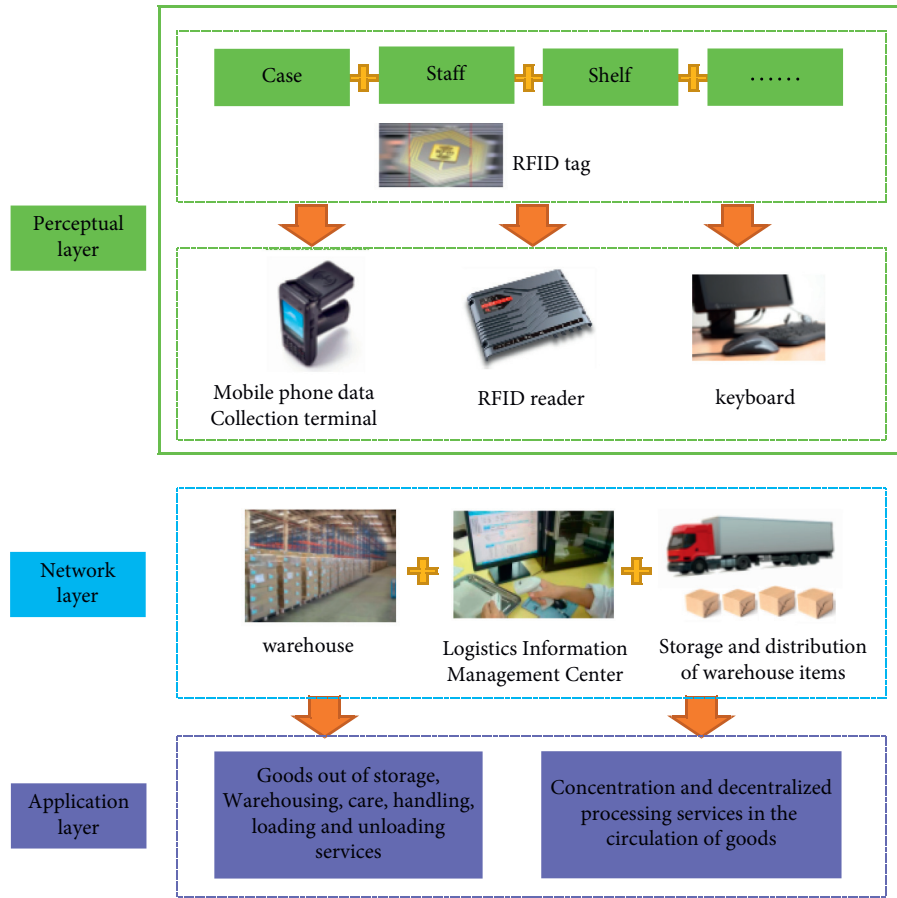 Case
Staff
Shelf
……
RFID tag
Perceptual
layer
Mobile phone data
Collection terminal
RFID reader
keyboard
Network
layer
warehouse
Logistics Information
Management Center
Storage and distribution
of warehouse items
Application
layer
Goods out of storage,
Warehousing, care, handling,
loading and unloading
services
Concentration and decentralized
processing services in the
circulation of goods